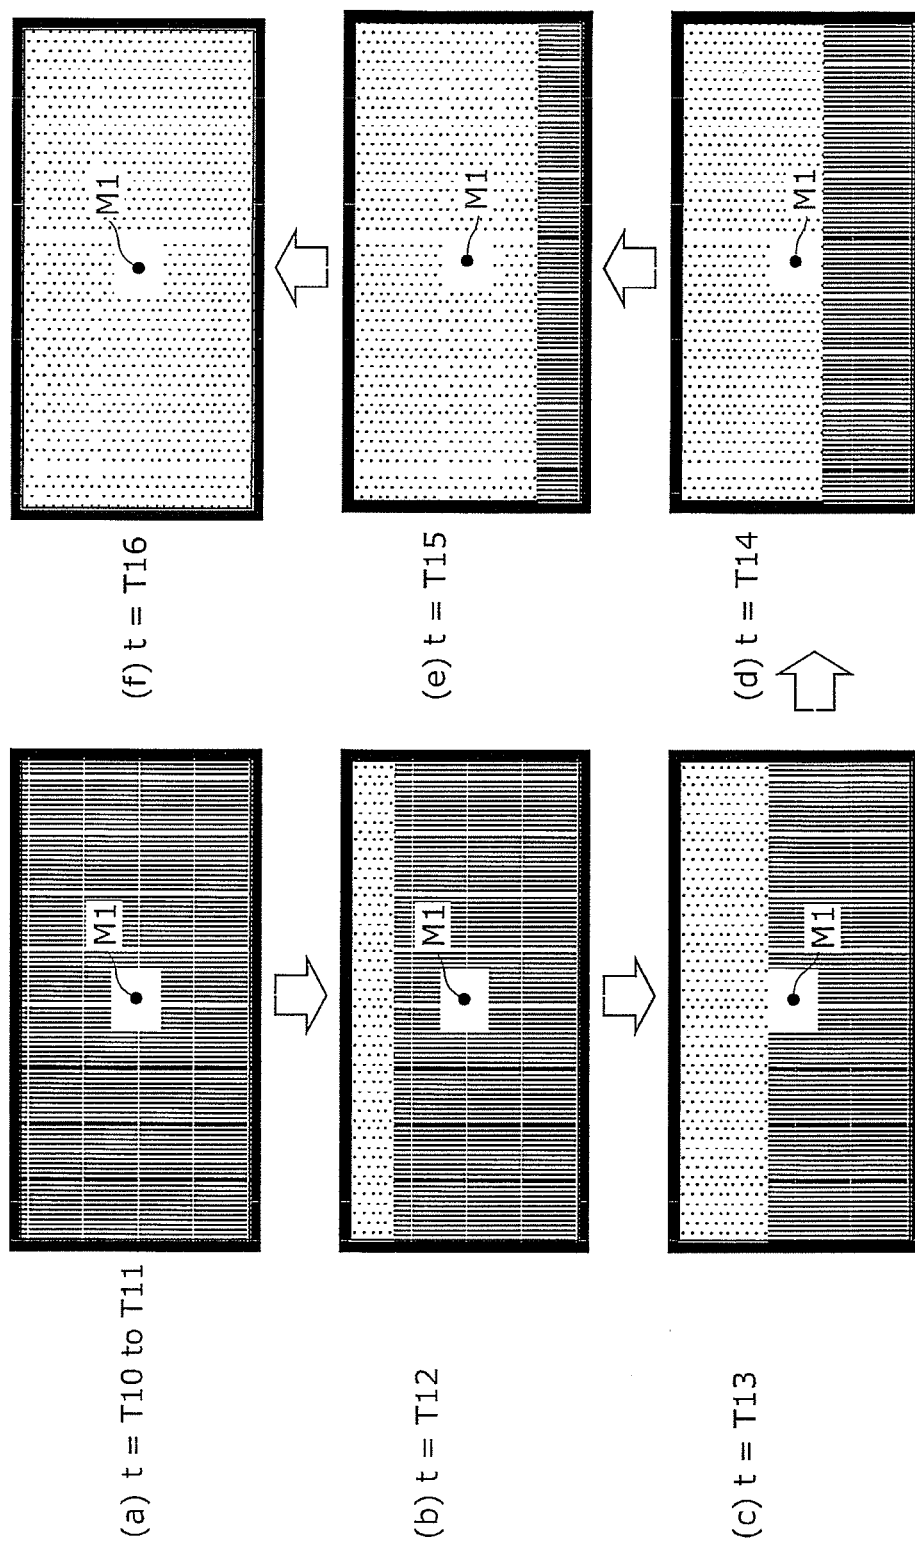 (a) t = T10 to T11
M1
(b) t = T12
M1
(c) t = T13
M1
(d) t = T14
M1
(e) t = T15
M1
(f) t = T16
M1